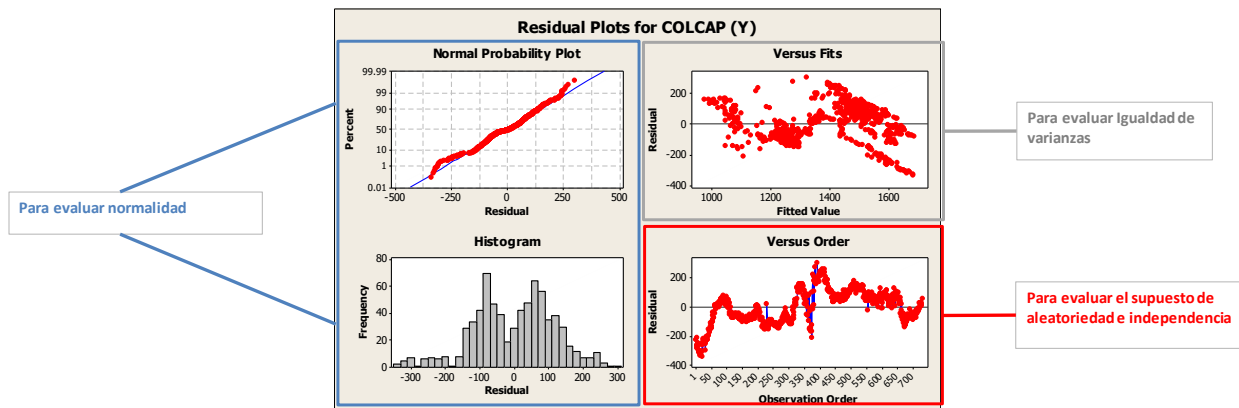 Residual Plots for COLCAP (Y)
Normal Probability Plot
99.99
99
90
50
10
1
0.01
Percent
-500
-250
0
250
500
Residual
Versus Fits
200
0
-200
-400
Residual
1000
1200
1400
1600
Fitted Value
Histogram
80
60
40
20
0
Frequency
-300
-200
-100
0
100
200
300
Residual
Versus Order
200
0
-200
-400
Residual
1
50
100
150
200
250
300
350
400
450
500
550
600
650
700
Observation Order
Para evaluar normalidad
Para evaluar Igualdad de
varianzas
Para evaluar el supuesto de
aleatoriedad e independencia